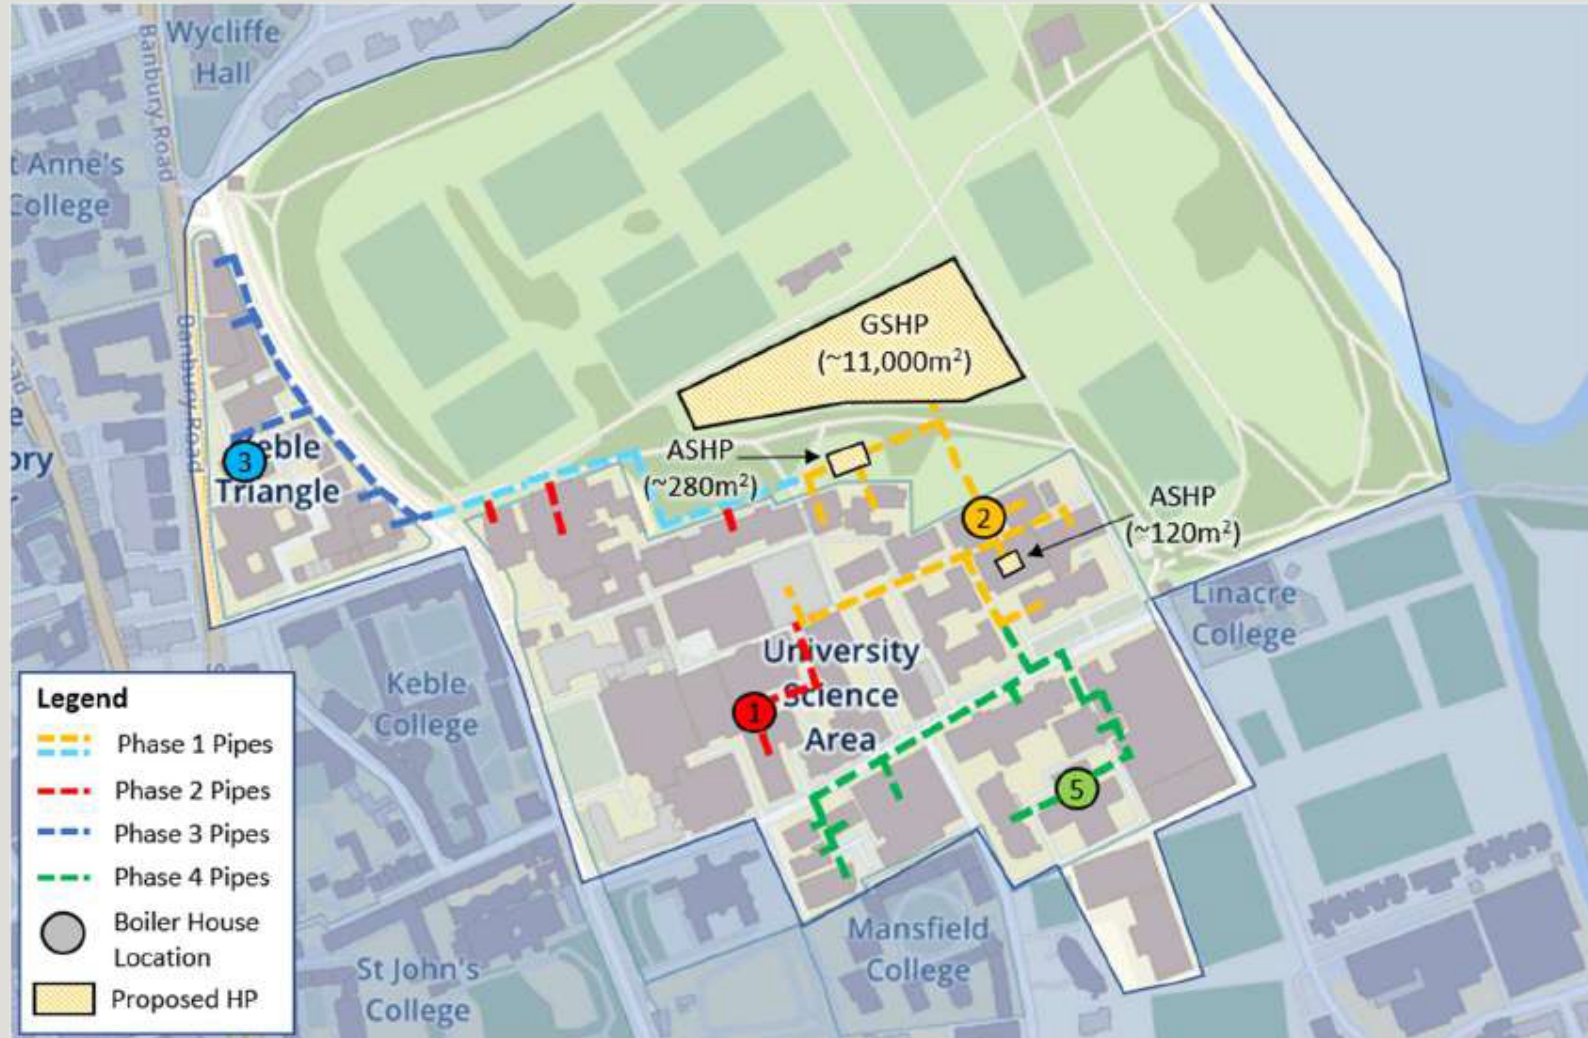 Wycliffe
Hall
Banbury Road
t Anne's
College
GSHP
(~11,000m²)
ASHP
(~280m²)
ASHP
(~120m²)
Banbury Road
3
Keble
Triangle
2
e
ory
Linacre
College
University
Science
Area
1
Keble
College
5
Mansfield
College
St John's
College
Legend
Phase 1 Pipes
Phase 2 Pipes
Phase 3 Pipes
Phase 4 Pipes
Boiler House
Location
Proposed HP